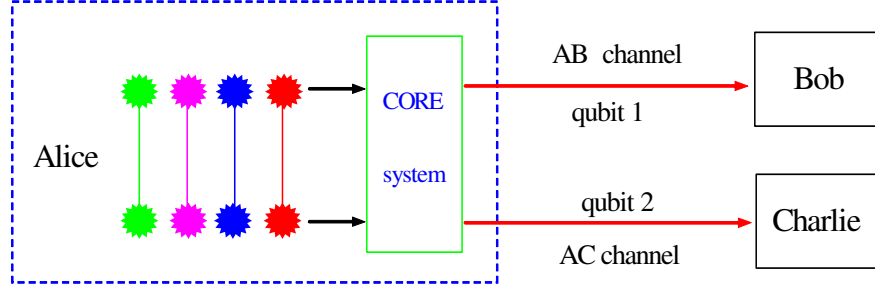 Alice
CORE
system
AB channel
qubit 1
Bob
qubit 2
AC channel
Charlie